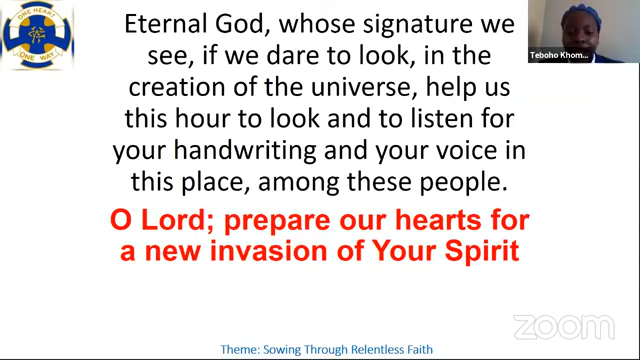 ONE HEART
ONE WAY
Eternal God, whose signature we
see, if we dare to look, in the
creation of the universe, help us
this hour to look and to listen for
your handwriting and your voice in
this place, among these people.
O Lord; prepare our hearts for
a new invasion of Your Spirit
Teboho Khom...
zoom
Theme: Sowing Through Relentless Faith